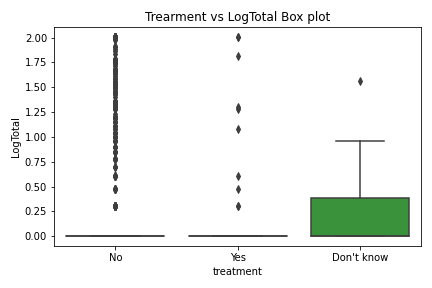 Trearment vs LogTotal Box plot
2.00
1.75
1.50
1.25
1.00
0.75
0.50
0.25
0.00
LogTotal
No Yes Don't know
treatment